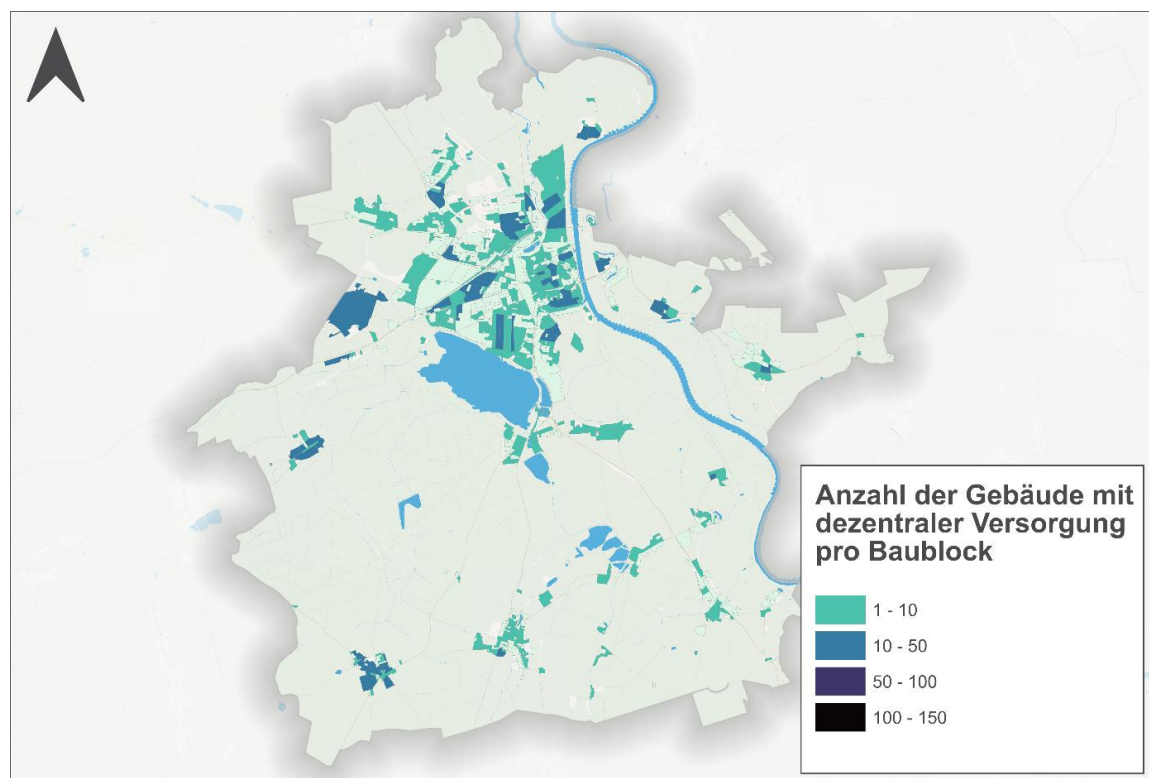 Anzahl der Gebäude mit
dezentraler Versorgung
pro Baublock
1 - 10
10 - 50
50 - 100
100 - 150